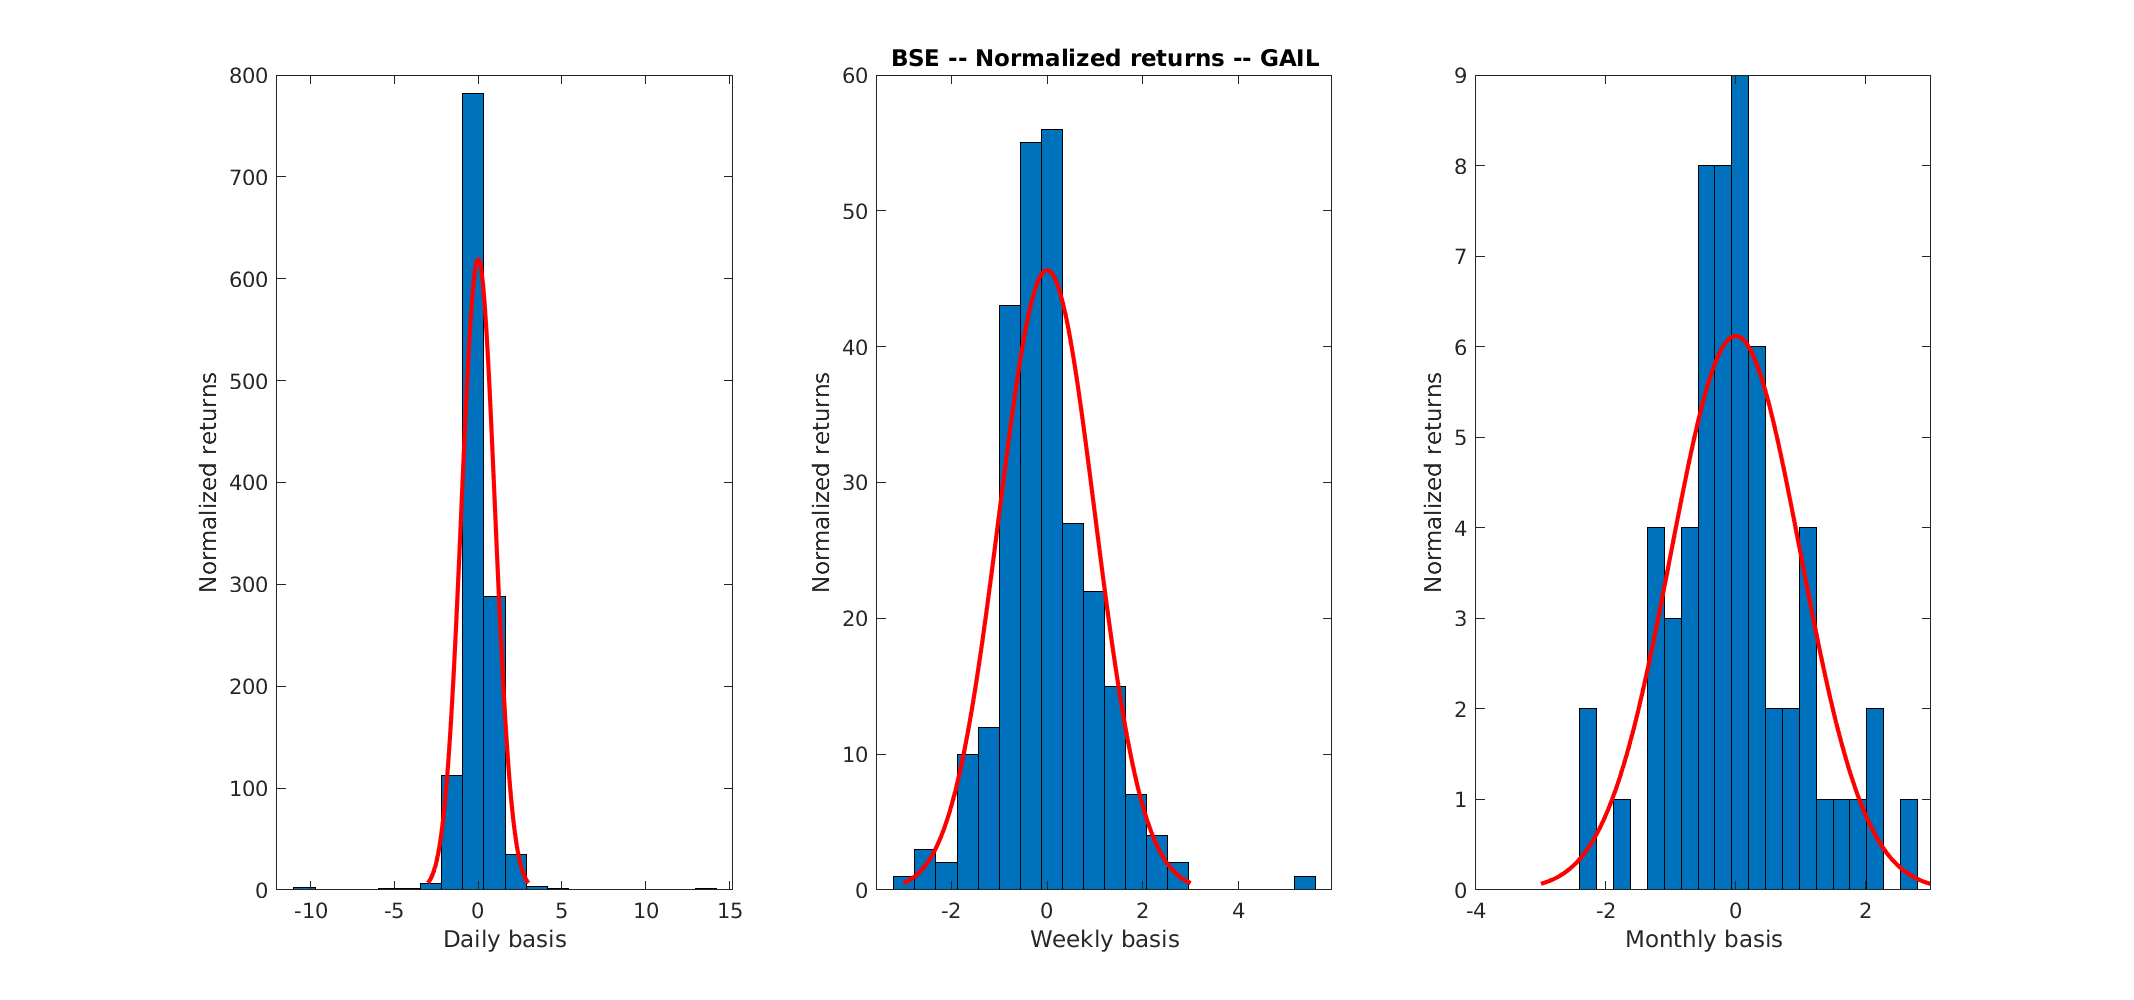 BSE -- Normalized returns -- GAIL
800
700
600
500
400
300
200
100
0
-10 -5 0 5 10 15
Normalized returns
Daily basis
60
50
40
30
20
10
0
-2 0 2 4
Normalized returns
Weekly basis
9
8
7
6
5
4
3
2
1
0
-4 -2 0 2
Normalized returns
Monthly basis